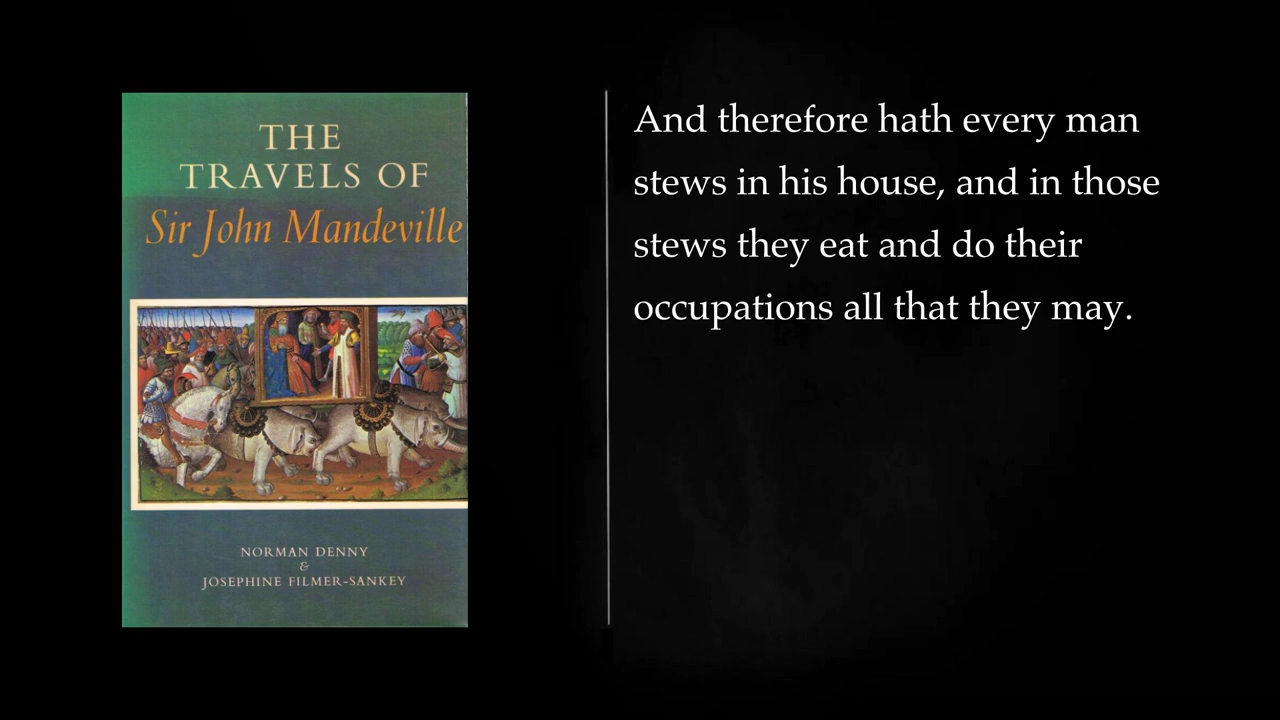 THE
TRAVELS OF
Sir John Mandeville
NORMAN DENNY
&
JOSEPHINE FILMER-SANKEY
And therefore hath every man
stews in his house, and in those
stews they eat and do their
occupations all that they may.